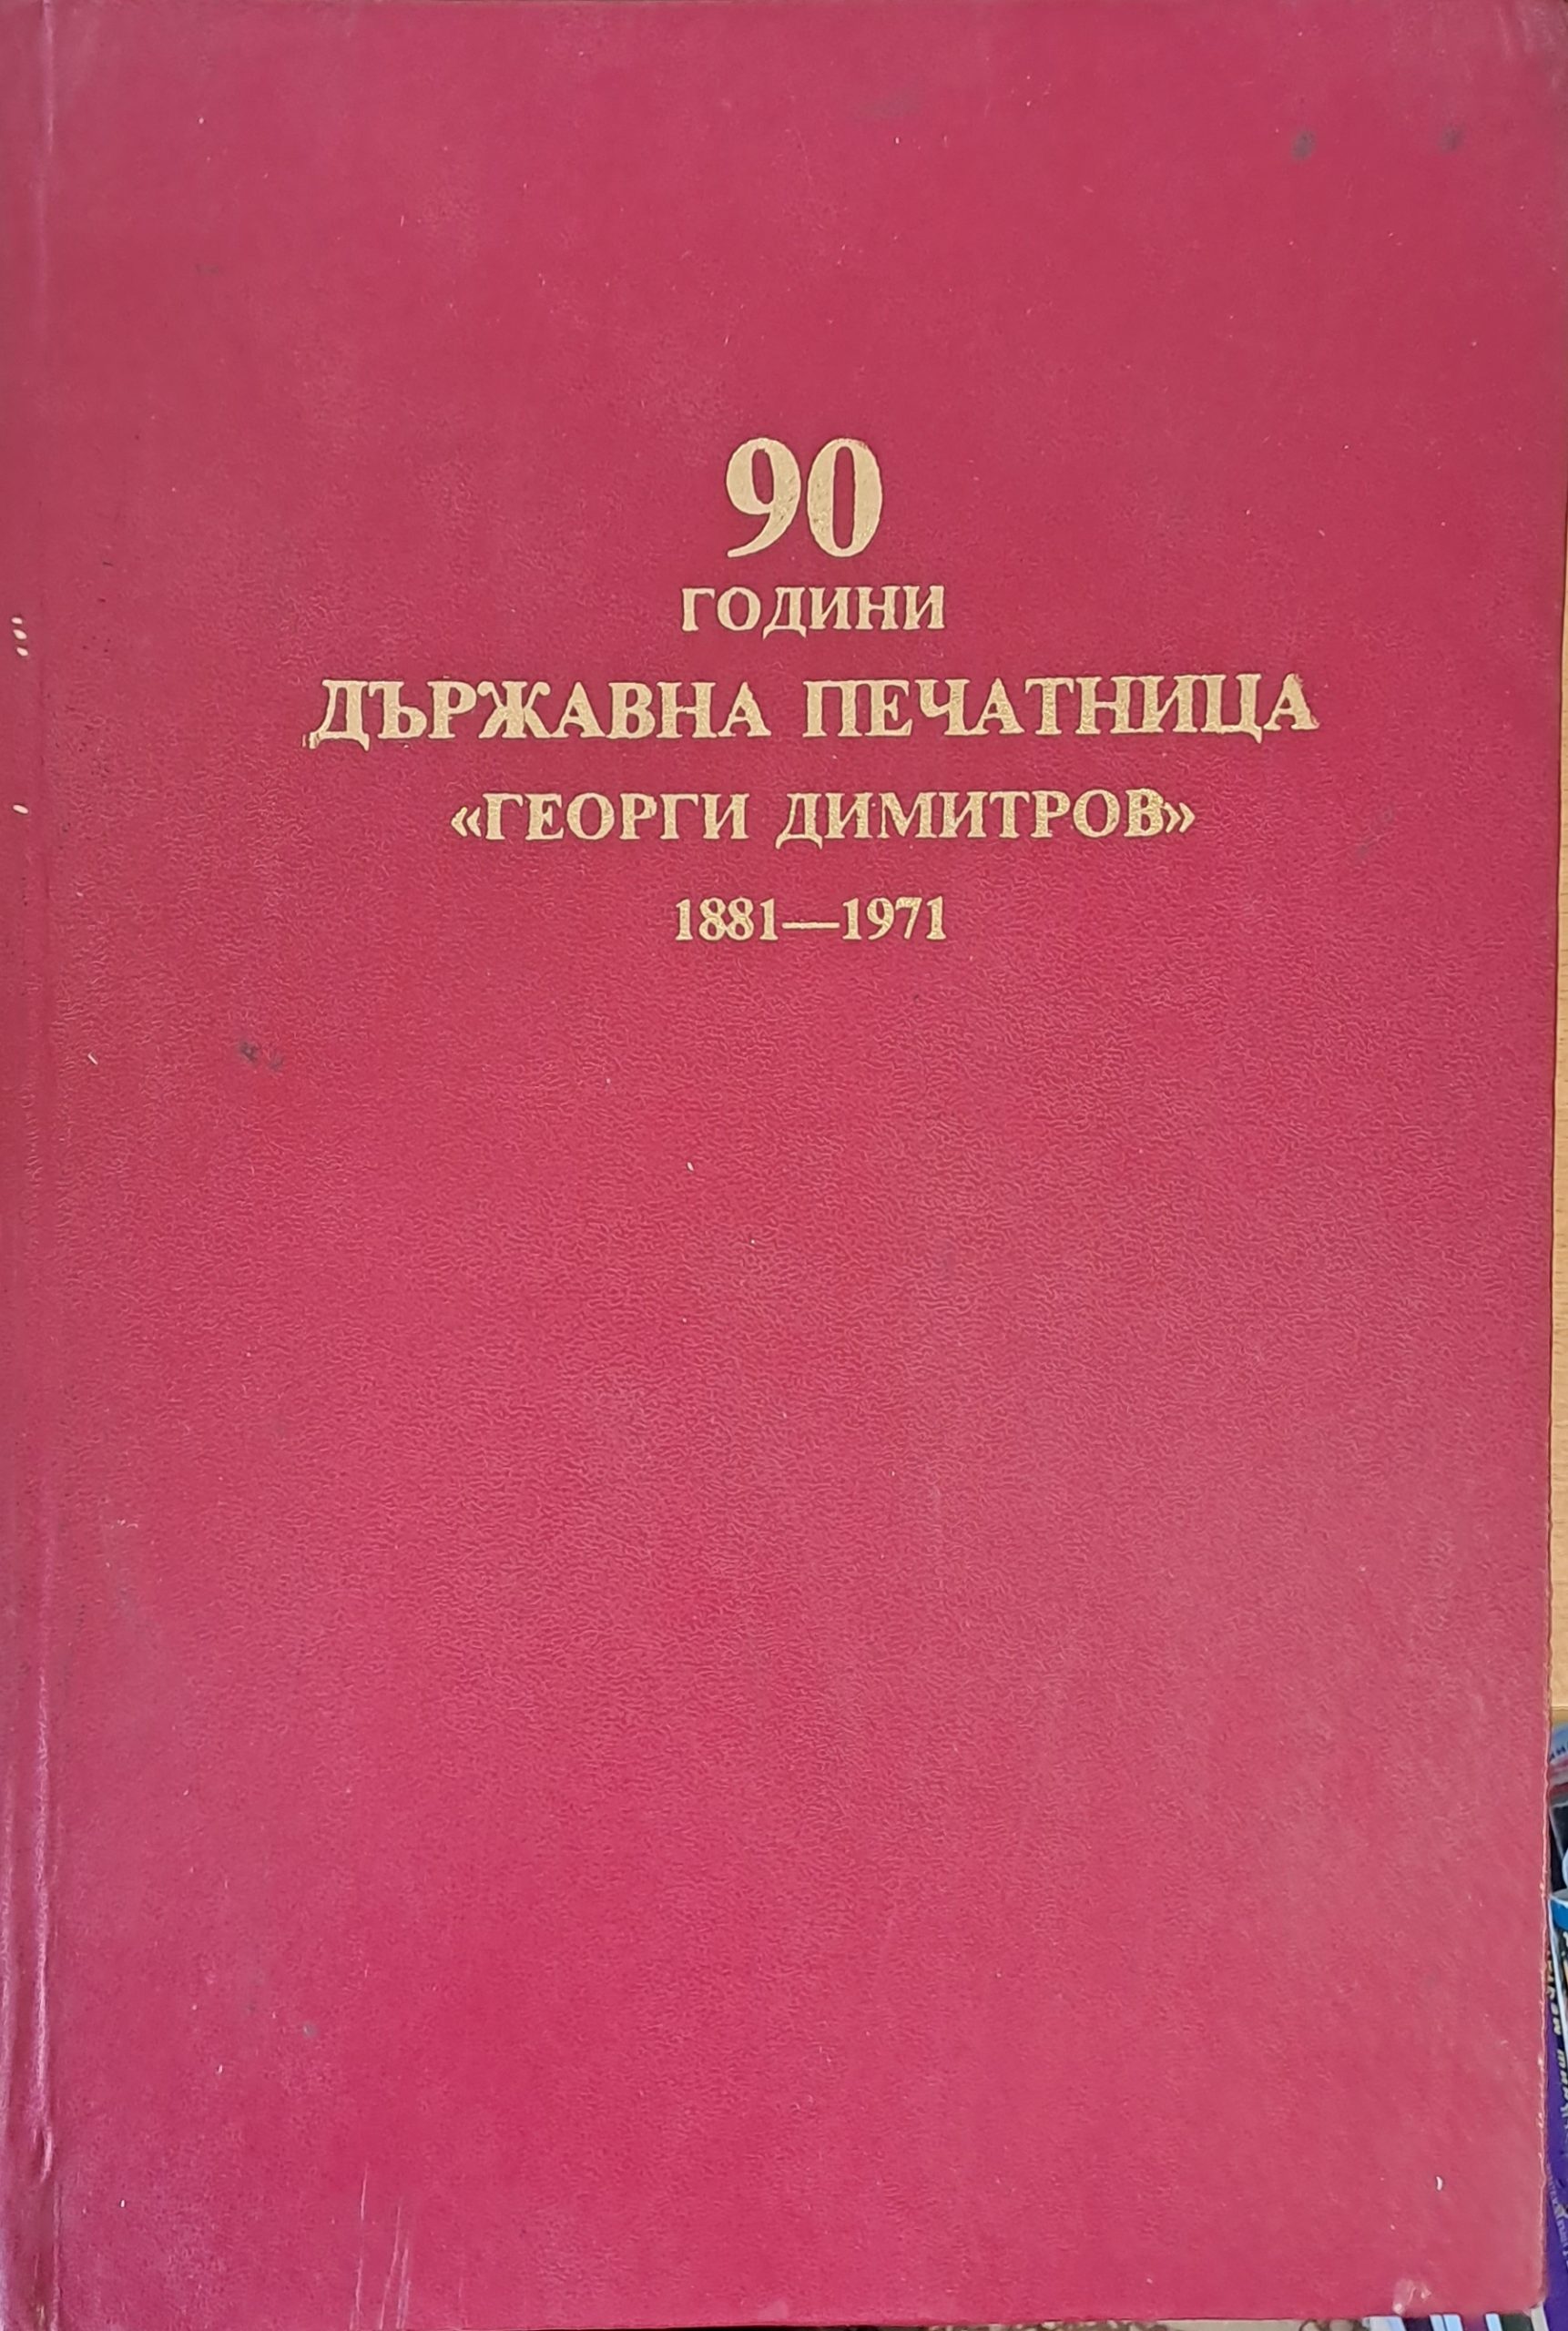 90
ГОДИНИ
ДЪРЖАВНА ПЕЧАТНИЦА
«ГЕОРГИ ДИМИТРОВ»
1881—1971